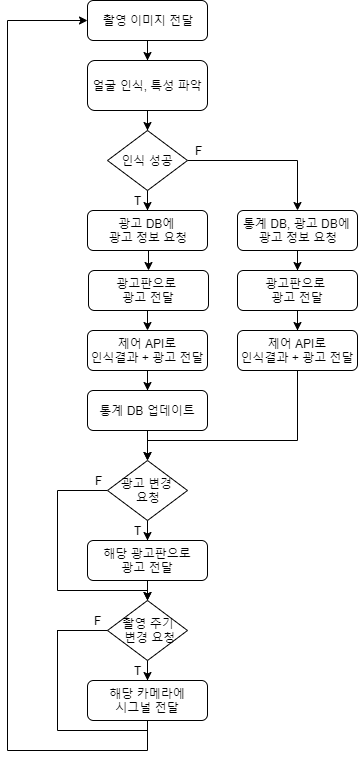 촬영 이미지 전달
얼굴 인식, 특성 파악
인식 성공
F
T
광고 DB에
광고 정보 요청
통계 DB, 광고 DB에
광고 정보 요청
광고판으로
광고 전달
광고판으로
광고 전달
제어 API로
인식결과 + 광고 전달
제어 API로
인식결과 + 광고 전달
통계 DB 업데이트
F
광고 변경
요청
T
해당 광고판으로
광고 전달
F
촬영 주기
변경 요청
T
해당 카메라에
시그널 전달